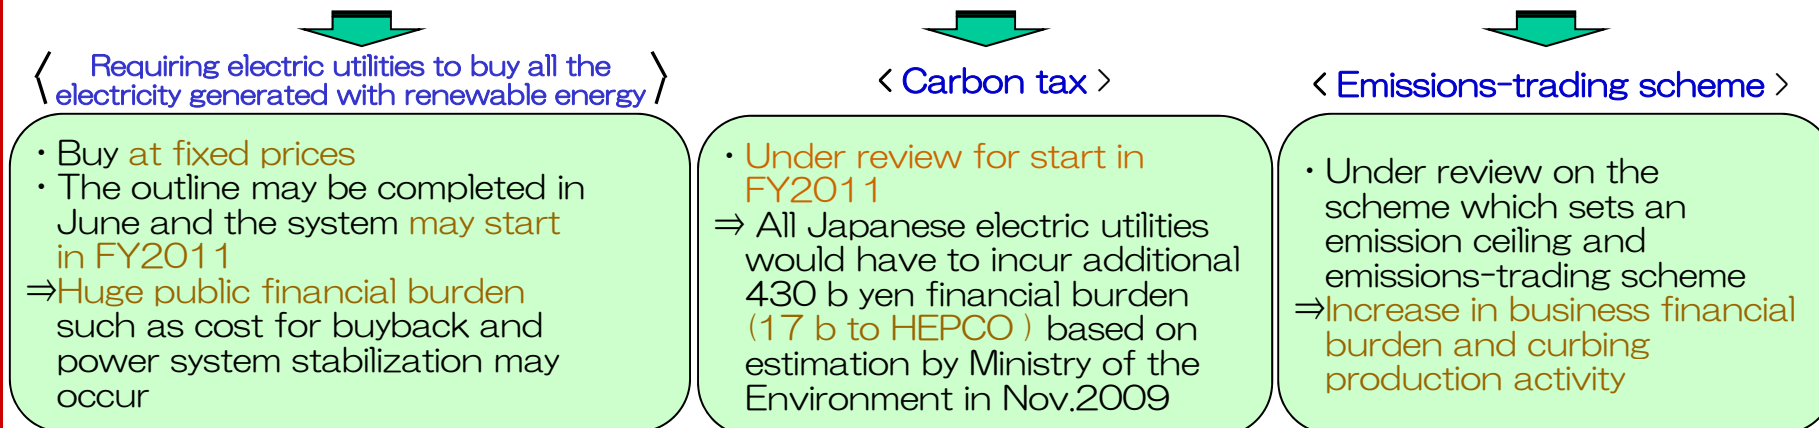 〈 Requiring electric utilities to buy all the
electricity generated with renewable energy 〉
・Buy at fixed prices
・The outline may be completed in
June and the system may start
in FY2011
⇒Huge public financial burden
such as cost for buyback and
power system stabilization may
occur
〈 Carbon tax 〉
・Under review for start in
FY2011
⇒ All Japanese electric utilities
would have to incur additional
430 b yen financial burden
(17 b to HEPCO ) based on
estimation by Ministry of the
Environment in Nov.2009
〈 Emissions-trading scheme 〉
・Under review on the
scheme which sets an
emission ceiling and
emissions-trading scheme
⇒Increase in business financial
burden and curbing
production activity